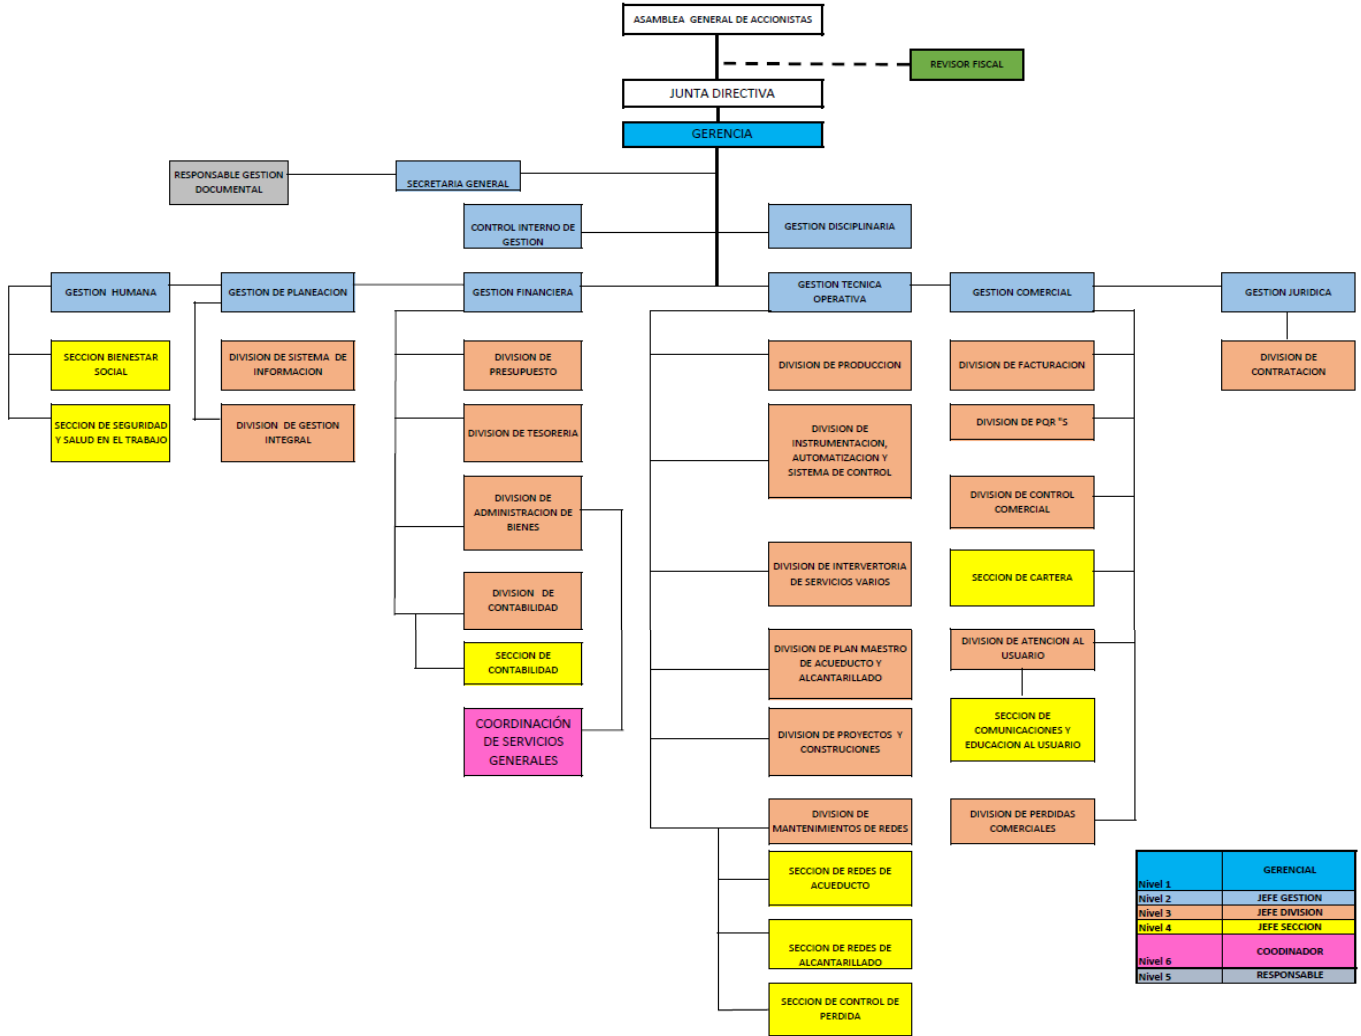 ASAMBLEA GENERAL DE ACCIONISTAS
REVISOR FISCAL
JUNTA DIRECTIVA
GERENCIA
RESPONSABLE GESTION
DOCUMENTAL
SECRETARIA GENERAL
CONTROL INTERNO DE
GESTION
GESTION DISCIPLINARIA
GESTION HUMANA
GESTION DE PLANEACION
GESTION FINANCIERA
GESTION TECNICA
OPERATIVA
GESTION COMERCIAL
GESTION JURIDICA
SECCION BIENESTAR
SOCIAL
SECCION DE SEGURIDAD
Y SALUD EN EL TRABAJO
DIVISION DE SISTEMA DE
INFORMACION
DIVISION DE GESTION
INTEGRAL
DIVISION DE
PRESUPUESTO
DIVISION DE TESORERIA
DIVISION DE
ADMINISTRACION DE
BIENES
DIVISION DE
CONTABILIDAD
SECCION DE
CONTABILIDAD
COORDINACIÓN
DE SERVICIOS
GENERALES
DIVISION DE PRODUCCION
DIVISION DE
INSTRUMENTACION,
AUTOMATIZACION Y
SISTEMA DE CONTROL
DIVISION DE INTERVERTORIA
DE SERVICIOS VARIOS
DIVISION DE PLAN MAESTRO
DE ACUEDUCTO Y
ALCANTARILLADO
DIVISION DE PROYECTOS Y
CONSTRUCIONES
DIVISION DE
MANTENIMIENTOS DE REDES
SECCION DE REDES DE
ACUEDUCTO
SECCION DE REDES DE
ALCANTARILLADO
SECCION DE CONTROL DE
PERDIDA
DIVISION DE FACTURACION
DIVISION DE PQR "S
DIVISION DE CONTROL
COMERCIAL
SECCION DE CARTERA
DIVISION DE ATENCION AL
USUARIO
SECCION DE
COMUNICACIONES Y
EDUCACION AL USUARIO
DIVISION DE PERDIDAS
COMERCIALES
DIVISION DE
CONTRATACION
Nivel 1 GERENCIAL
Nivel 2 JEFE GESTION
Nivel 3 JEFE DIVISION
Nivel 4 JEFE SECCION
Nivel 6 COODINADOR
Nivel 5 RESPONSABLE